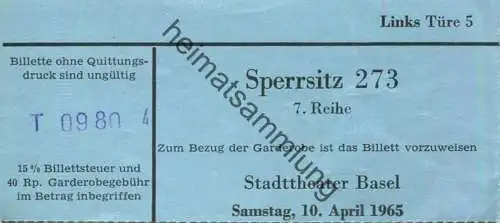 Links Türe 5
Billette ohne Quittungs-
druck sind ungültig
T 0980 4
15 % Billettsteuer und
40 Rp. Garderobegebühr
im Betrag inbegriffen
Sperrsitz 273
7. Reihe
Zum Bezug der Garderobe ist das Billett vorzuweisen
Stadttheater Basel
Samstag, 10. April 1965
heimatsammlung.de